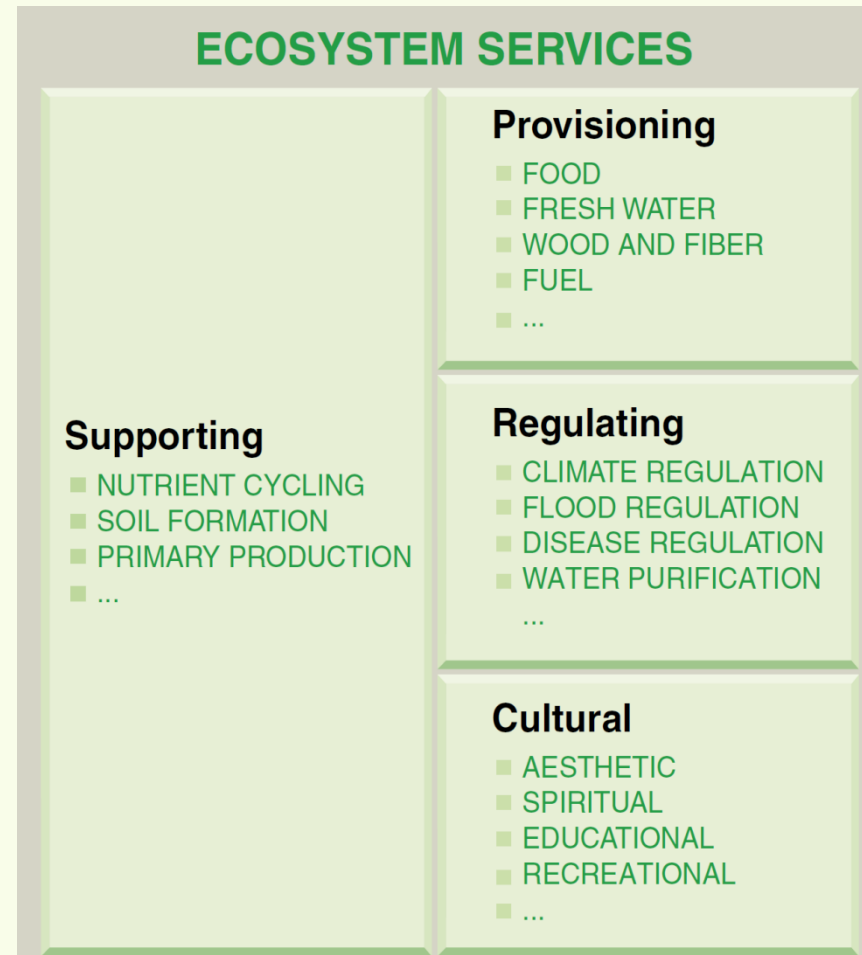 ECOSYSTEM SERVICES
Supporting
NUTRIENT CYCLING
SOIL FORMATION
PRIMARY PRODUCTION
...
Provisioning
FOOD
FRESH WATER
WOOD AND FIBER
FUEL
...
Regulating
CLIMATE REGULATION
FLOOD REGULATION
DISEASE REGULATION
WATER PURIFICATION
...
Cultural
AESTHETIC
SPIRITUAL
EDUCATIONAL
RECREATIONAL
...